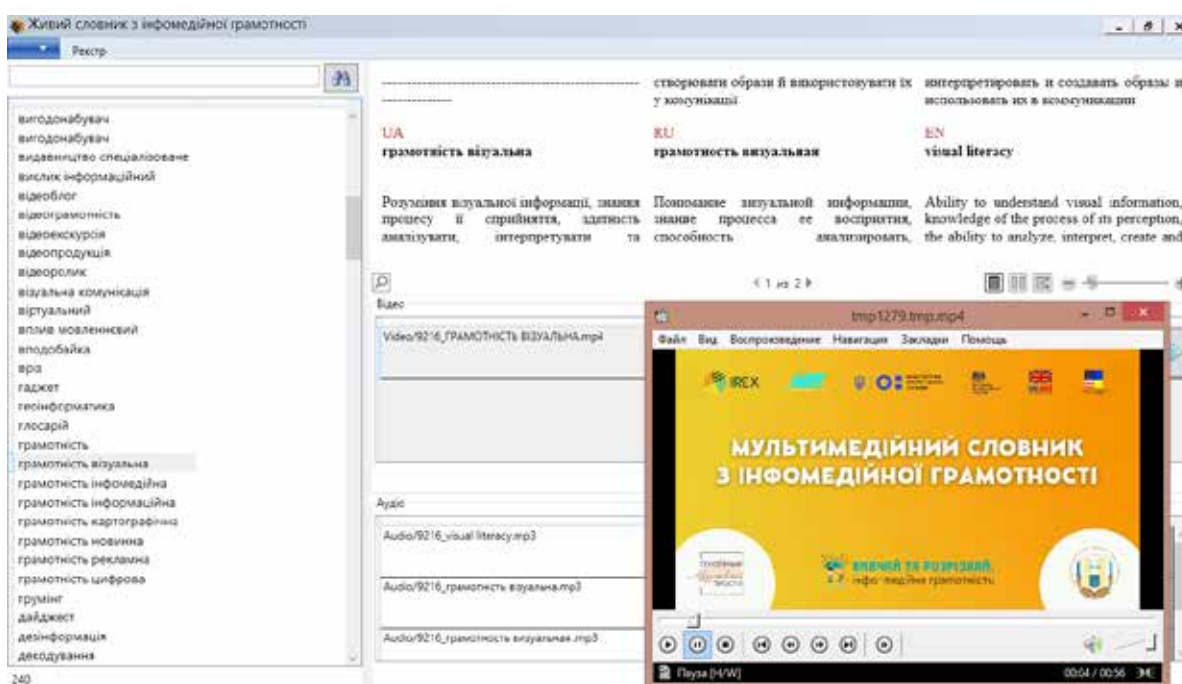 Живий словник з інфомедійної грамотності
Реєстр
вигодонабувач
вигодонабувач
видавництво спеціалізоване
виклик інформаційний
відеоблог
відеограмотність
відеоекскурсія
відеопродукція
відеоролик
візуальна комунікація
віртуальний
вплив мовленнєвий
вподобайка
врія
гаджет
геоінформатика
глосарій
грамотність
грамотність візуальна
грамотність інфомедійна
грамотність інформаційна
грамотність картографічна
грамотність новинна
грамотність рекламна
грамотність цифрова
грумінг
дайджест
дезінформація
декодування
240
створювати образи й використовувати їх
у комунікації
интерпретировать и создавать образы и
использовать их в коммуникации
UA
грамотність візуальна
RU
грамотность визуальная
EN
visual literacy
Розуміння візуальної інформації, знання
процесу її сприйняття, здатність
аналізувати, інтерпретувати та
Понимание визуальной информации,
знание процесса ее восприятия,
способность анализировать,
Ability to understand visual information,
knowledge of the process of its perception,
the ability to analyze, interpret, create and
1 из 2
Відео
Video/9216_ГРАМОТНІСТЬ ВІЗУАЛЬНА.mp4
Аудіо
Audio/9216_visual literacy.mp3
Audio/9216_грамотність візуальна.mp3
Audio/9216_грамотность визуальная .mp3
tmp1279.tmp.mp4
Файл Вид Воспроизведение Навигация Закладки Помощь
IREX
МУЛЬТИМЕДІЙНИЙ СЛОВНИК
З ІНФОМЕДІЙНОЇ ГРАМОТНОСТІ
ВИВЧАЙ ТА РОЗРІЗНЯЙ:
інфо-медійна грамотність
Пауза [H/W]
00:04 / 00:56